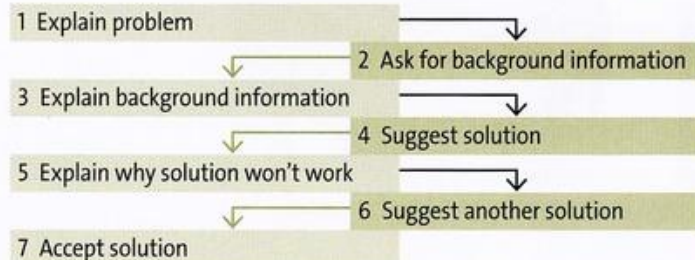 1 Explain problem
2 Ask for background information
3 Explain background information
4 Suggest solution
5 Explain why solution won't work
6 Suggest another solution
7 Accept solution